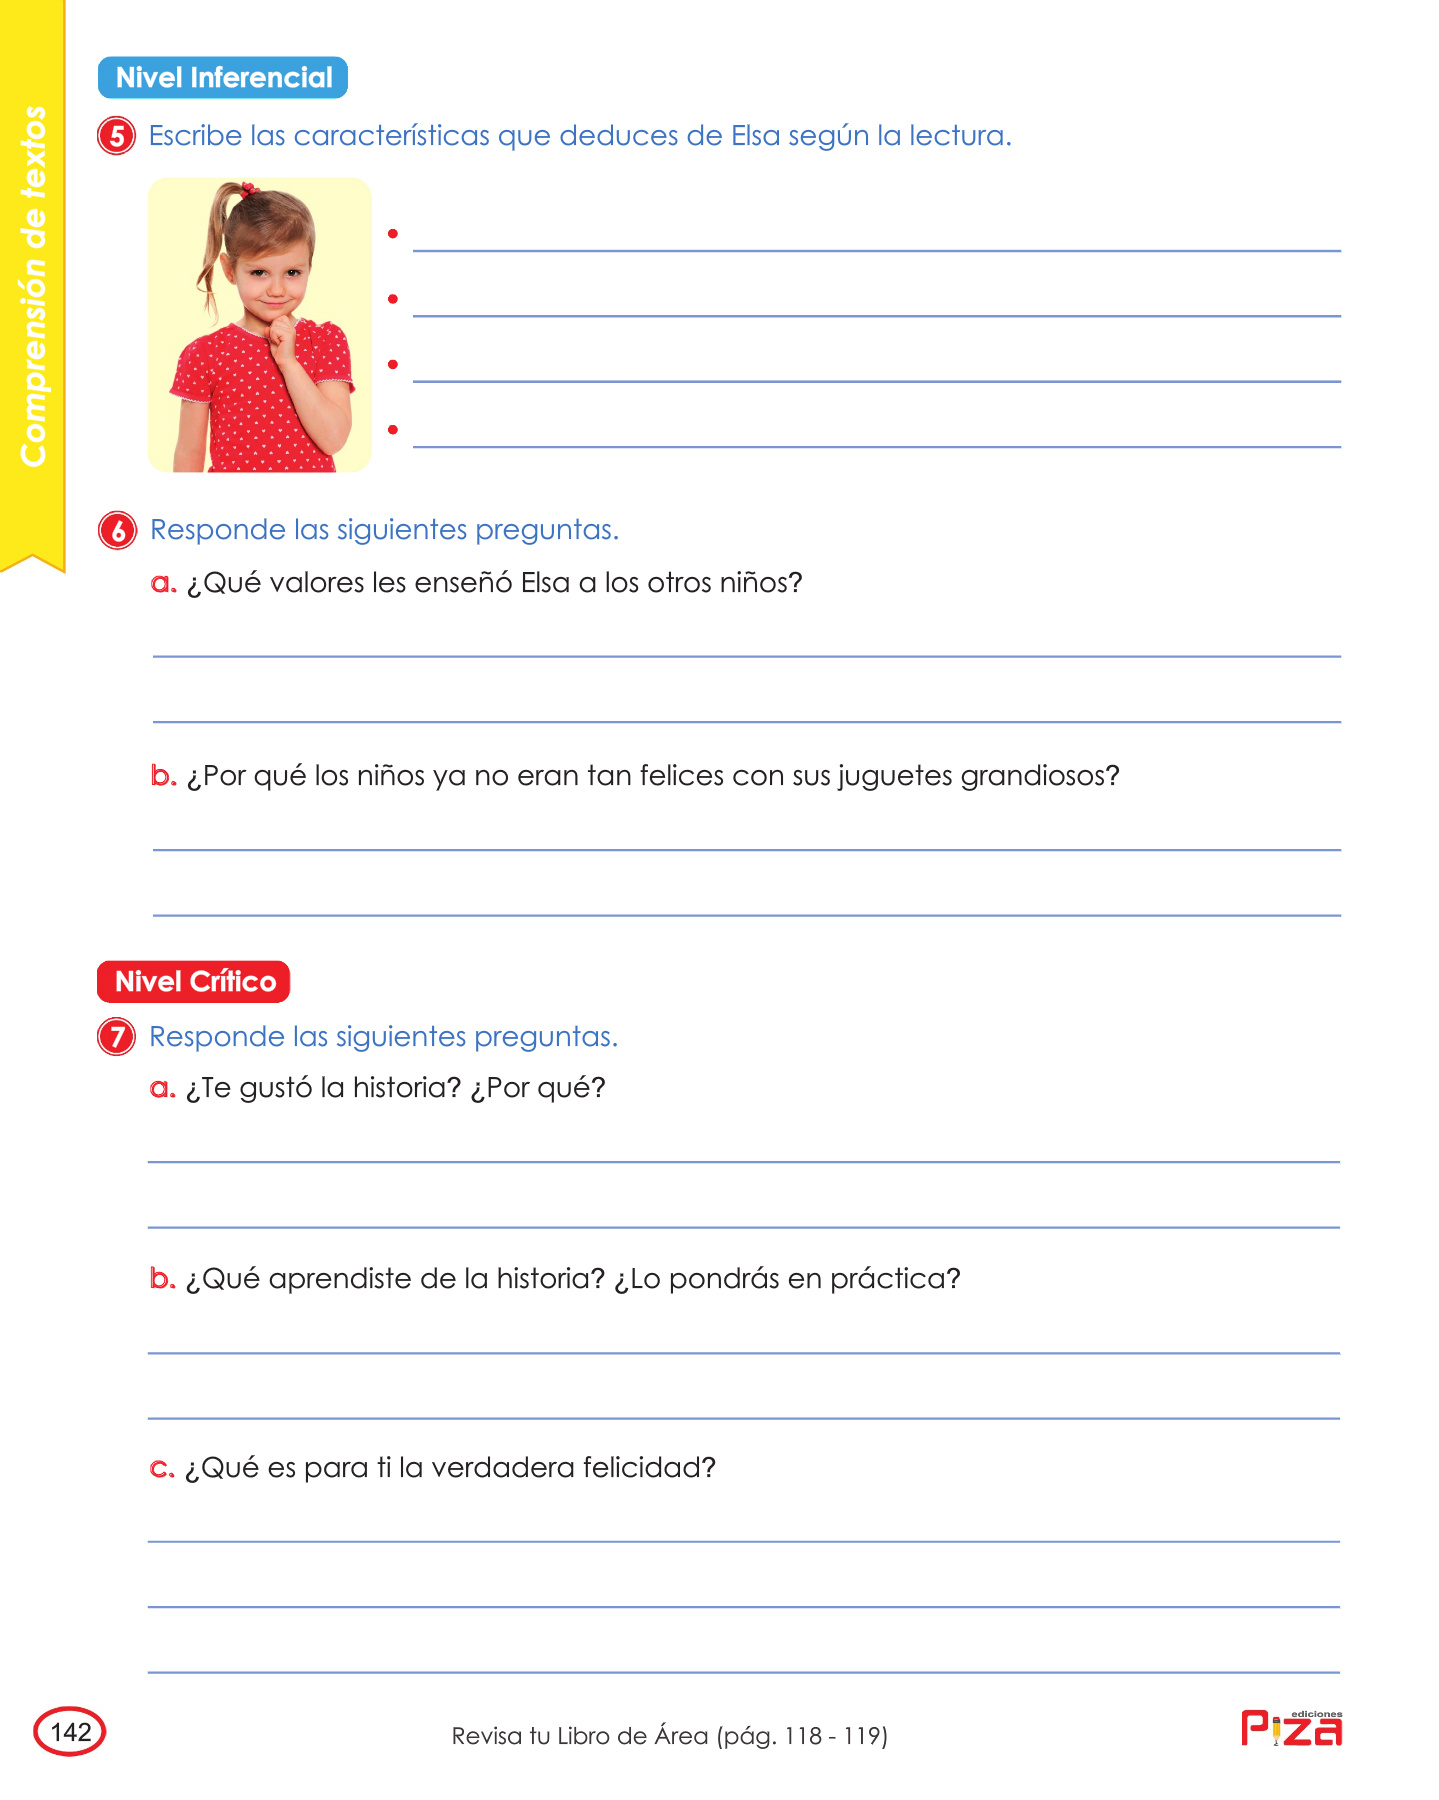 Comprensión de textos
Nivel Inferencial
5 Escribe las características que deduces de Elsa según la lectura.
•
•
•
•
6 Responde las siguientes preguntas.
a. ¿Qué valores les enseñó Elsa a los otros niños?
b. ¿Por qué los niños ya no eran tan felices con sus juguetes grandiosos?
Nivel Crítico
7 Responde las siguientes preguntas.
a. ¿Te gustó la historia? ¿Por qué?
b. ¿Qué aprendiste de la historia? ¿Lo pondrás en práctica?
c. ¿Qué es para ti la verdadera felicidad?
142
Revisa tu Libro de Área (pág. 118 - 119)
ediciones
Piza